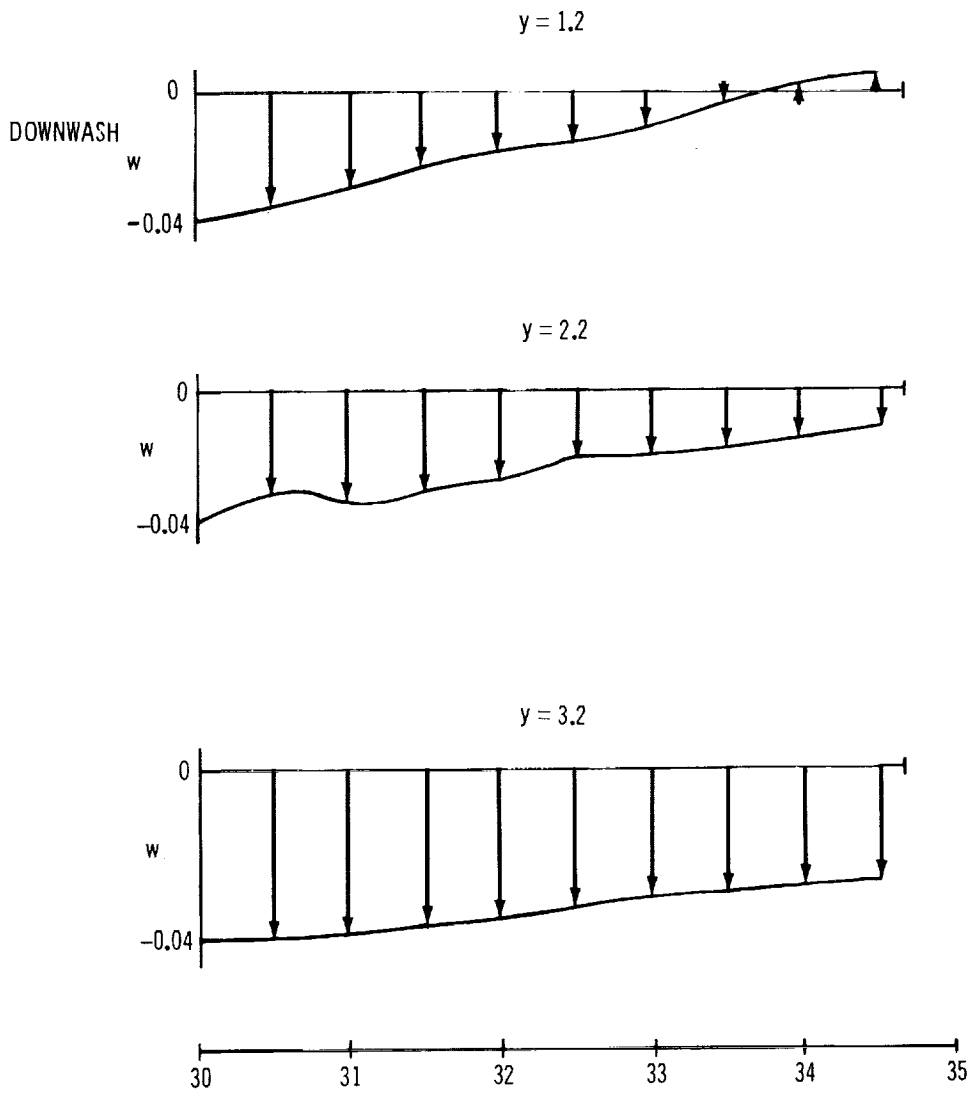 y = 1.2
0
DOWNWASH
w
-0.04
y = 2.2
0
w
-0.04
y = 3.2
0
w
-0.04
30 31 32 33 34 35